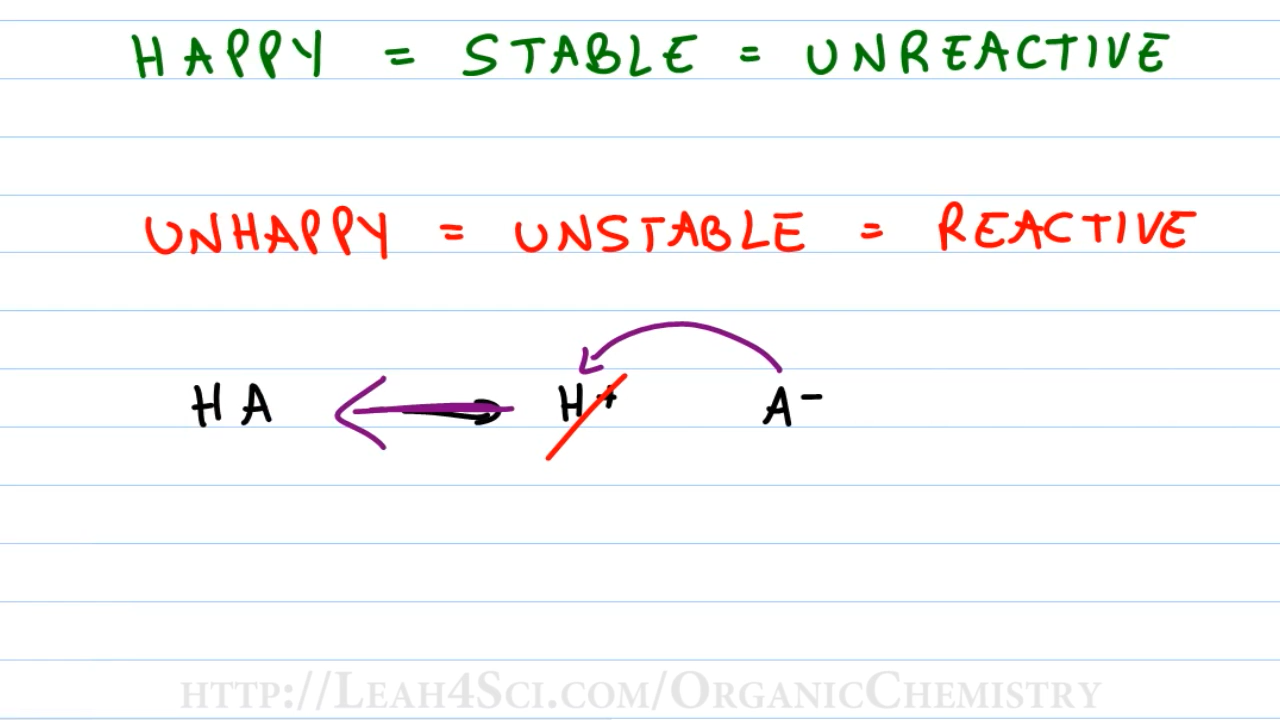 HAPPY = STABLE = UNREACTIVE
UNHAPPY = UNSTABLE = REACTIVE
HA H+ A−
HTTP://LEAH4SCI.COM/ORGANICCHEMISTRY